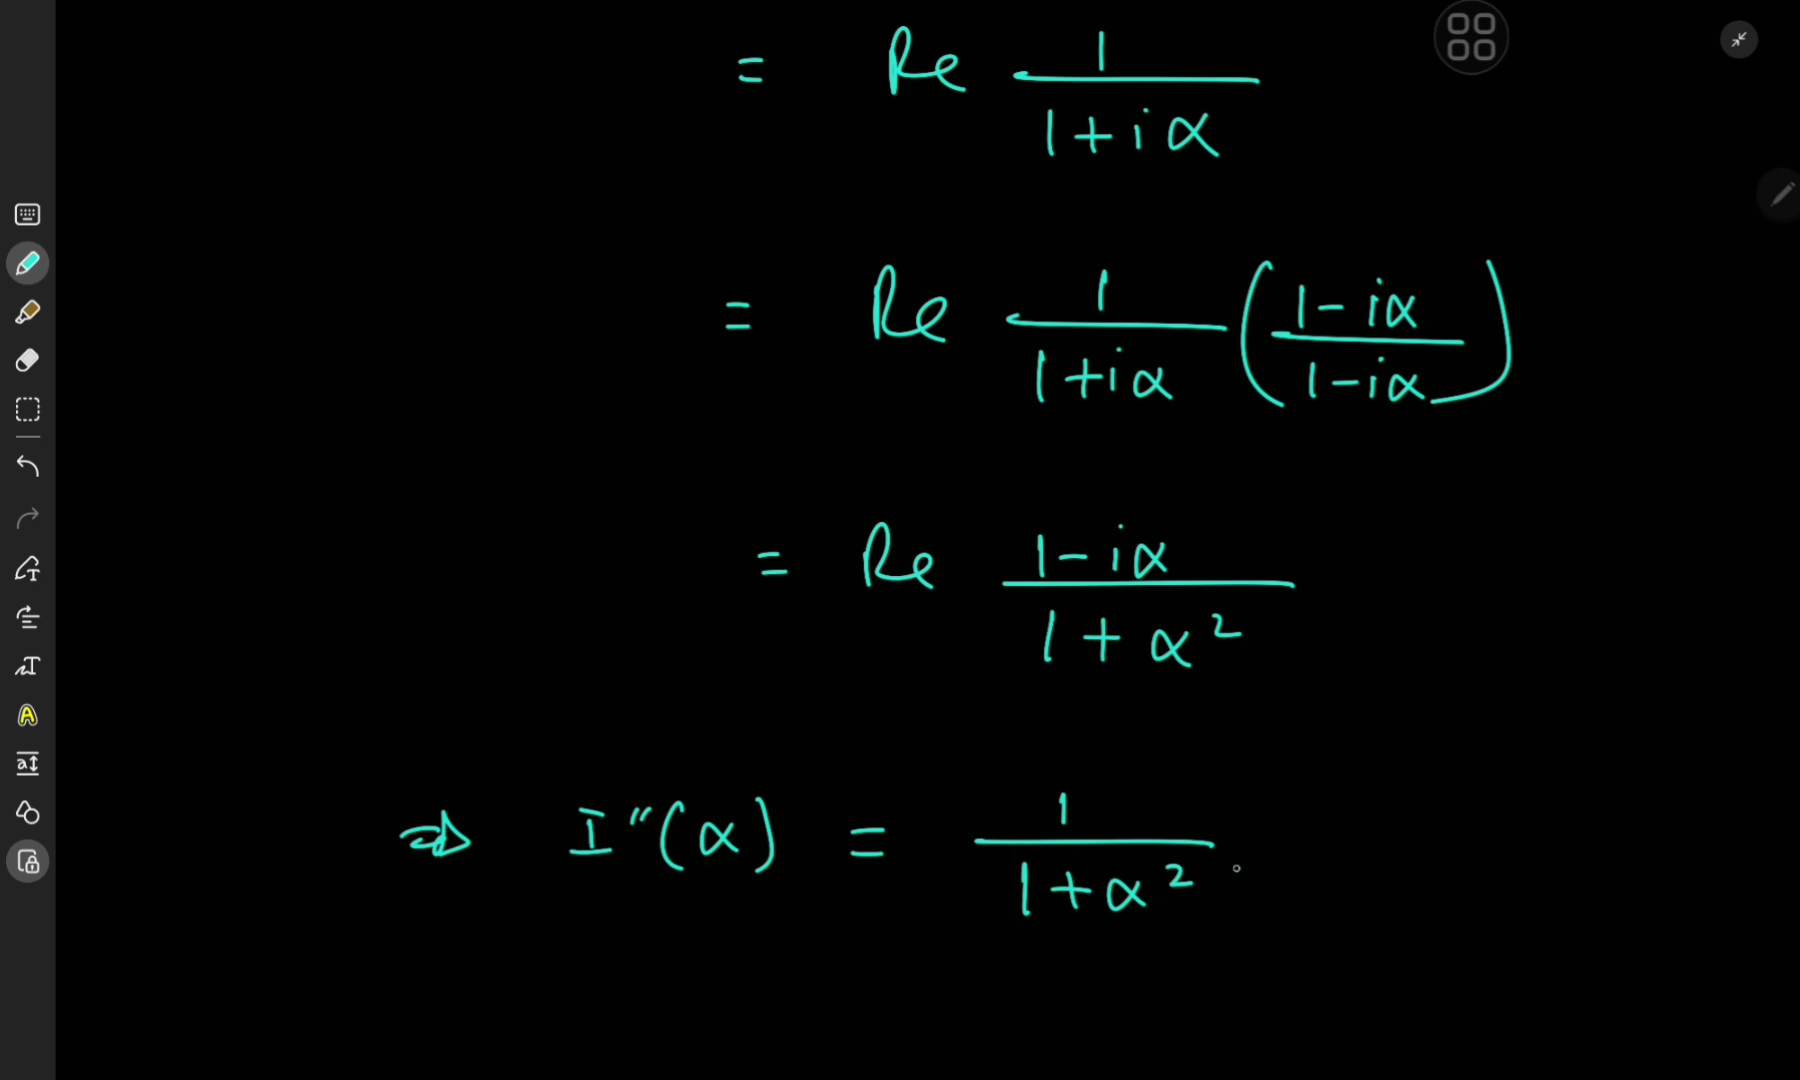 = Re 1/(1+iα)
= Re 1/(1+iα) ((1-iα)/(1-iα))
= Re (1-iα)/(1+α²)
⇒ I″(α) = 1/(1+α²)